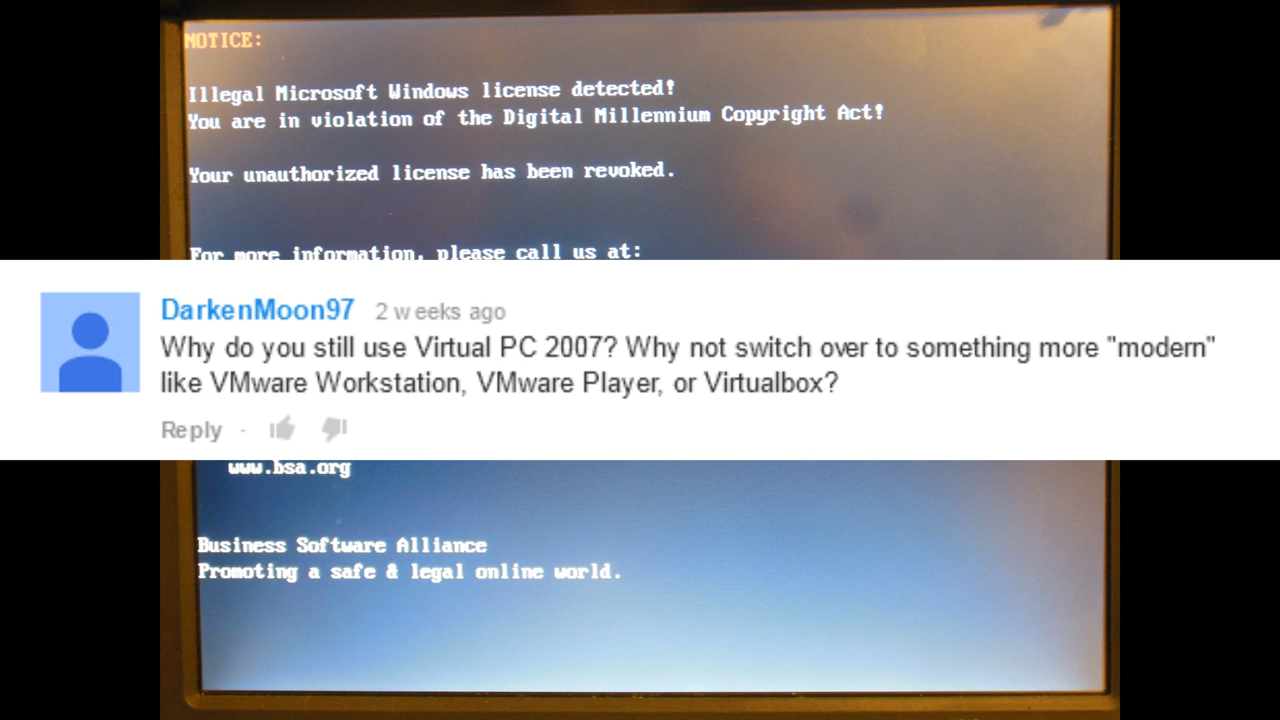 NOTICE:
Illegal Microsoft Windows license detected!
You are in violation of the Digital Millennium Copyright Act!
Your unauthorized license has been revoked.
For more information, please call us at:
DarkenMoon97 2 weeks ago
Why do you still use Virtual PC 2007? Why not switch over to something more "modern"
like VMware Workstation, VMware Player, or Virtualbox?
Reply ·
www.bsa.org
Business Software Alliance
Promoting a safe & legal online world.